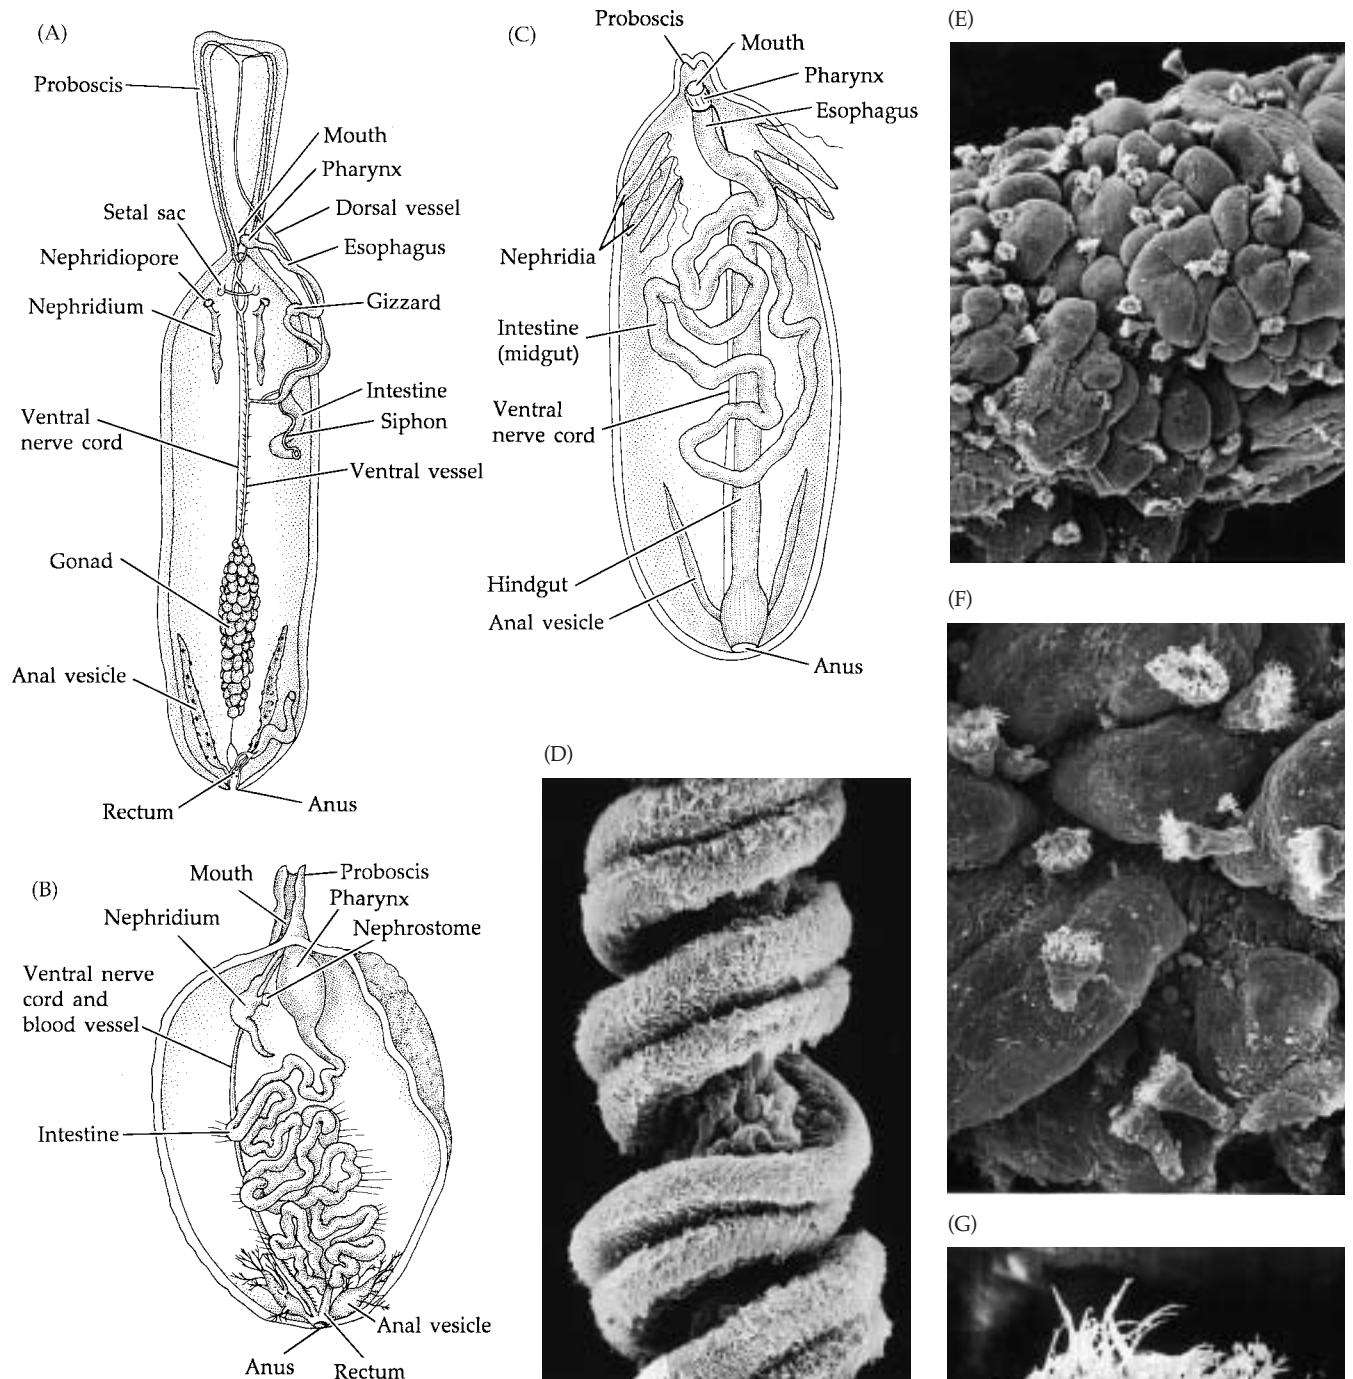 (A)
Proboscis
Mouth
Pharynx
Setal sac
Dorsal vessel
Nephridiopore
Esophagus
Nephridium
Gizzard
Intestine
Ventral
nerve cord
Siphon
Ventral vessel
Gonad
Anal vesicle
Rectum
Anus
(B)
Mouth
Proboscis
Pharynx
Nephridium
Nephrostome
Ventral nerve
cord and
blood vessel
Intestine
Anal vesicle
Anus
Rectum
(C)
Proboscis
Mouth
Pharynx
Esophagus
Nephridia
Intestine
(midgut)
Ventral
nerve cord
Hindgut
Anal vesicle
Anus
(D)
(E)
(F)
(G)